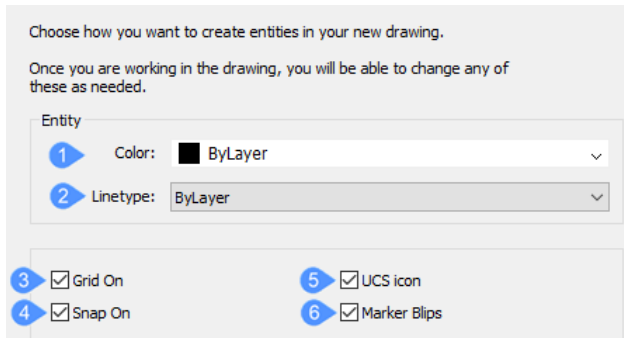 Choose how you want to create entities in your new drawing.
Once you are working in the drawing, you will be able to change any of
these as needed.
Entity
1 Color: ByLayer
2 Linetype: ByLayer
3 Grid On 5 UCS icon
4 Snap On 6 Marker Blips